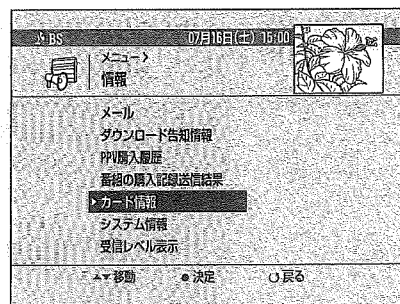 BS 07月16日(土) 15:00
メニュー>
情報
メール
ダウンロード告知情報
PPV購入履歴
番組の購入記録送信結果
▶カード情報
システム情報
受信レベル表示
▲▼移動 ●決定 戻る